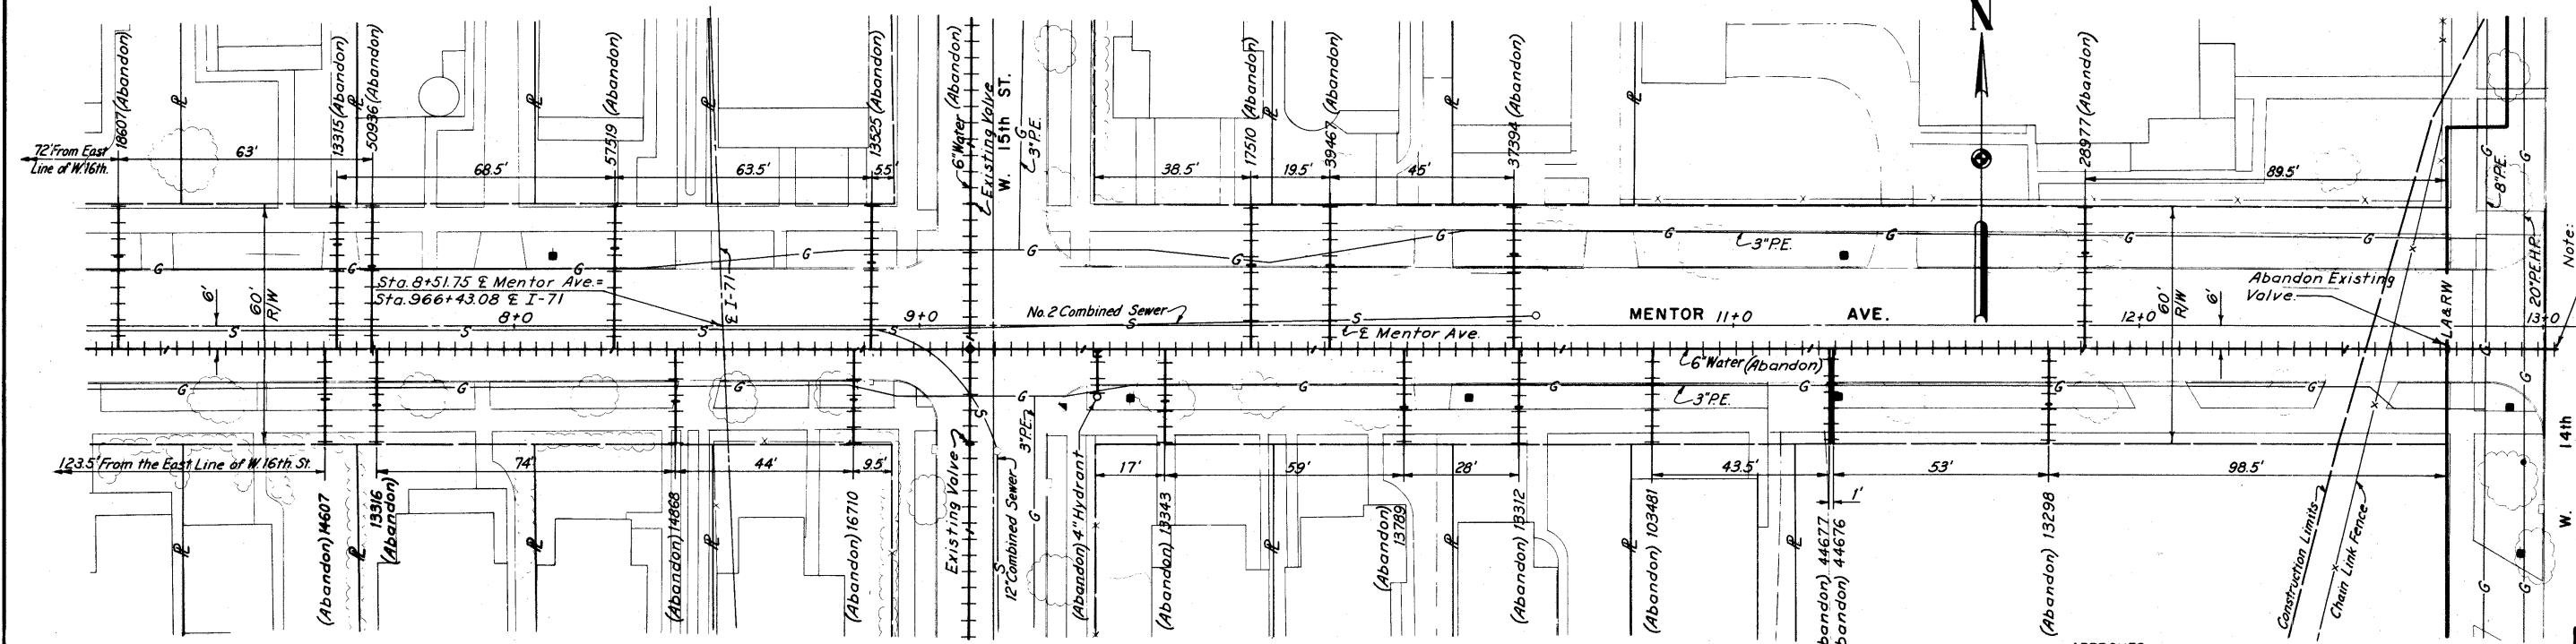 N
18607 (Abandon)
13315 (Abandon)
50936 (Abandon)
57519 (Abandon)
13525 (Abandon)
6" Water (Abandon)
Existing Valve
W. 15th ST.
3" P.E.
17510 (Abandon)
39467 (Abandon)
37394 (Abandon)
28977 (Abandon)
72' From East
Line of W. 16th.
63'
68.5'
63.5'
5.5'
38.5'
19.5'
45'
89.5'
8" P.E.
20" P.E.H.P.
Note:
3" P.E.
6'
60'
R/W
Sta. 8+51.75 ℄ Mentor Ave.=
Sta. 966+43.08 ℄ I-71
℄ I-71
8+0
9+0
No. 2 Combined Sewer
℄ Mentor Ave.
MENTOR 11+0 AVE.
12+0
60'
R/W
6'
Abandon Existing
Valve
LA & RW
13+0
6" Water (Abandon)
3" P.E.
123.5' From the East Line of W. 16th. St.
74'
44'
9.5'
17'
59'
28'
43.5'
1'
53'
98.5'
(Abandon) 14607
13316
(Abandon)
(Abandon) 14868
(Abandon) 16710
Existing Valve
12" Combined Sewer
3" P.E.
(Abandon) 4" Hydrant
(Abandon) 13343
(Abandon)
13789
(Abandon) 13312
(Abandon) 103481
bandon) 44677
bandon) 44676
(Abandon) 13298
Construction Limits
Chain Link Fence
W. 14th